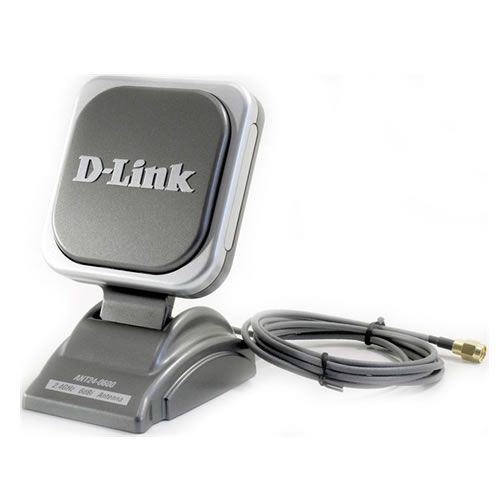 D-Link
ANT24-0600
2.4GHz 6dBi Antenna